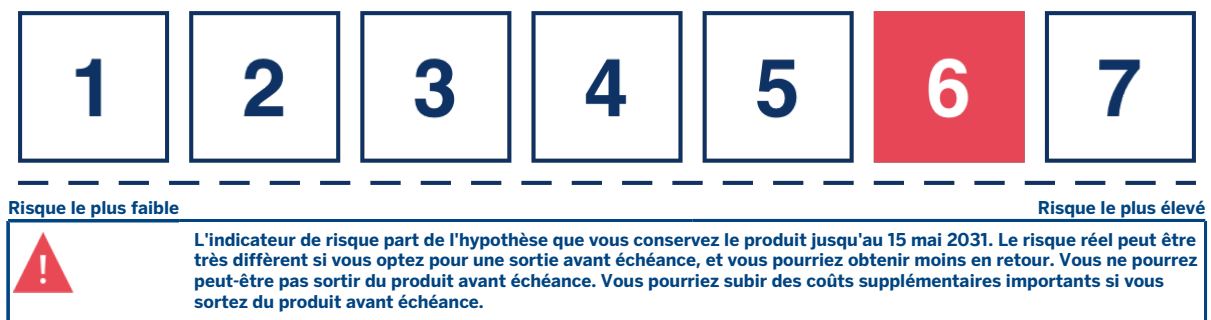 1 2 3 4 5 6 7
Risque le plus faible Risque le plus élevé
! L'indicateur de risque part de l'hypothèse que vous conservez le produit jusqu'au 15 mai 2031. Le risque réel peut être
très diffèrent si vous optez pour une sortie avant échéance, et vous pourriez obtenir moins en retour. Vous ne pourrez
peut-être pas sortir du produit avant échéance. Vous pourriez subir des coûts supplémentaires importants si vous
sortez du produit avant échéance.